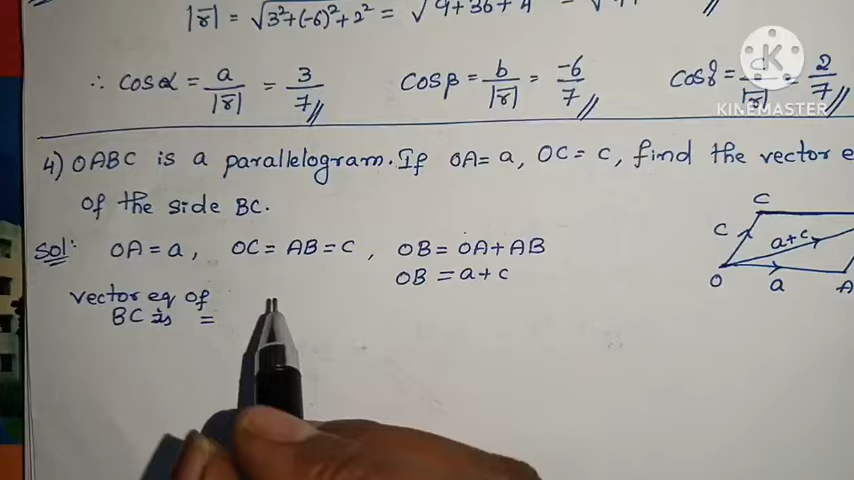 |r̅| = √3²+(-6)²+2² = √9+36+4 = √
∴ cosα = a/|r̅| = 3/7 cosβ = b/|r̅| = -6/7 cosγ = /|r̅| = 2/7
KINEMASTER
4) OABC is a parallelogram. If OA = a, OC = c, find the vector e
of the side BC.
Sol: OA = a, OC = AB = c, OB = OA + AB
OB = a + c
vector eq of
BC is =
C
c
a+c
O
a
A